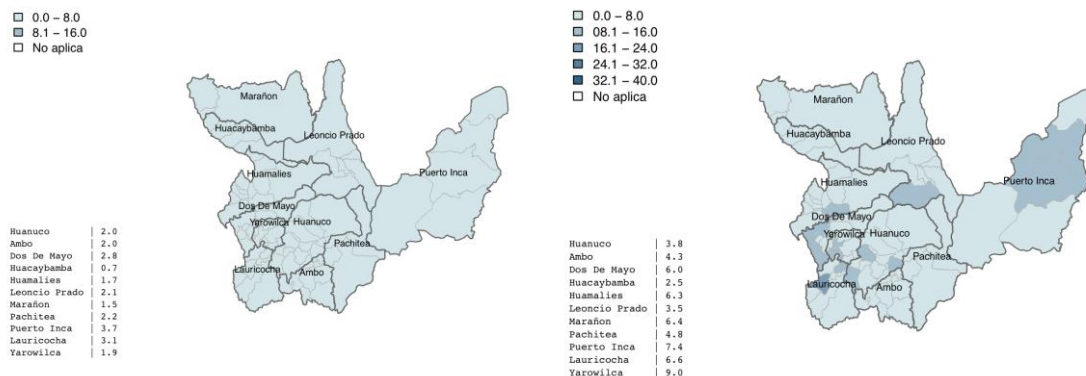 0.0 – 8.0
8.1 – 16.0
No aplica
Marañon
Huacaybamba
Leoncio Prado
Huamalies
Puerto Inca
Dos De Mayo
Yarowilca
Huanuco
Pachitea
Lauricocha
Ambo
Huanuco | 2.0
Ambo | 2.0
Dos De Mayo | 2.8
Huacaybamba | 0.7
Huamalies | 1.7
Leoncio Prado | 2.1
Marañon | 1.5
Pachitea | 2.2
Puerto Inca | 3.7
Lauricocha | 3.1
Yarowilca | 1.9
0.0 – 8.0
08.1 – 16.0
16.1 – 24.0
24.1 – 32.0
32.1 – 40.0
No aplica
Marañon
Huacaybamba
Leoncio Prado
Huamalies
Puerto Inca
Dos De Mayo
Yarowilca
Huanuco
Pachitea
Lauricocha
Ambo
Huanuco | 3.8
Ambo | 4.3
Dos De Mayo | 6.0
Huacaybamba | 2.5
Huamalies | 6.3
Leoncio Prado | 3.5
Marañon | 6.4
Pachitea | 4.8
Puerto Inca | 7.4
Lauricocha | 6.6
Yarowilca | 9.0